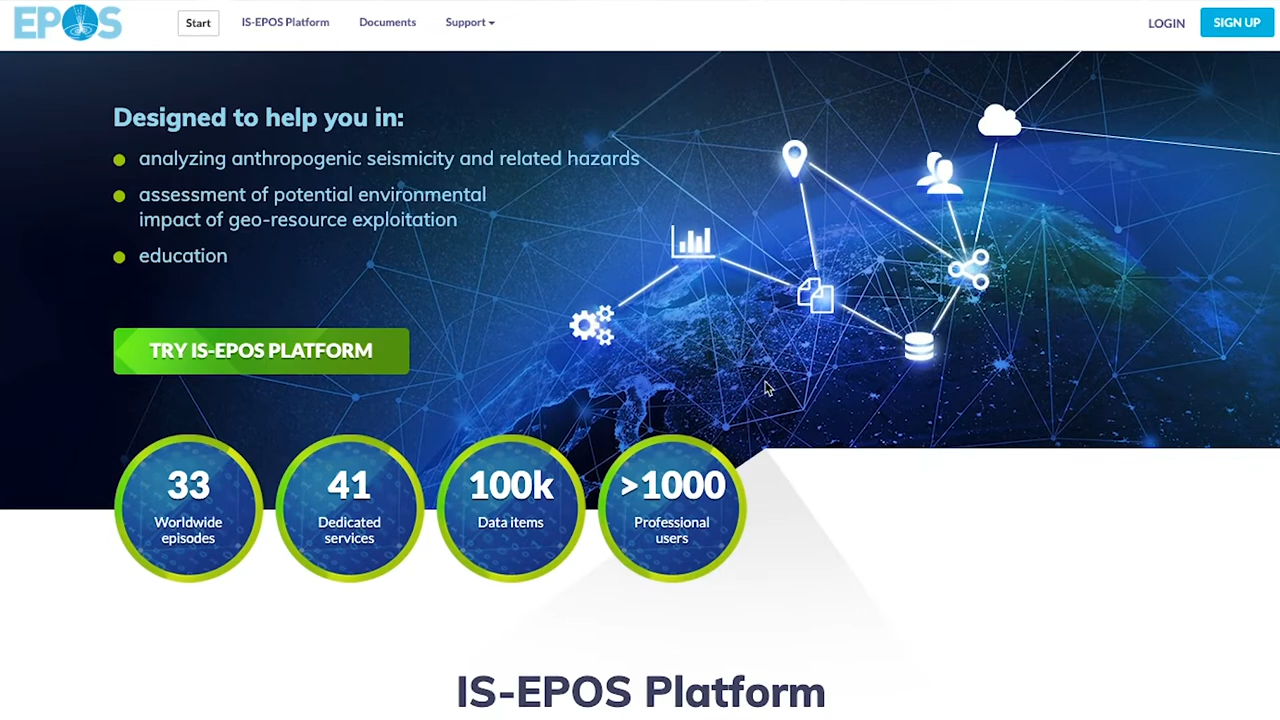 EPOS
Start
IS-EPOS Platform
Documents
Support
LOGIN
SIGN UP
Designed to help you in:
analyzing anthropogenic seismicity and related hazards
assessment of potential environmental
impact of geo-resource exploitation
education
TRY IS-EPOS PLATFORM
33
Worldwide
episodes
41
Dedicated
services
100k
Data items
>1000
Professional
users
IS-EPOS Platform